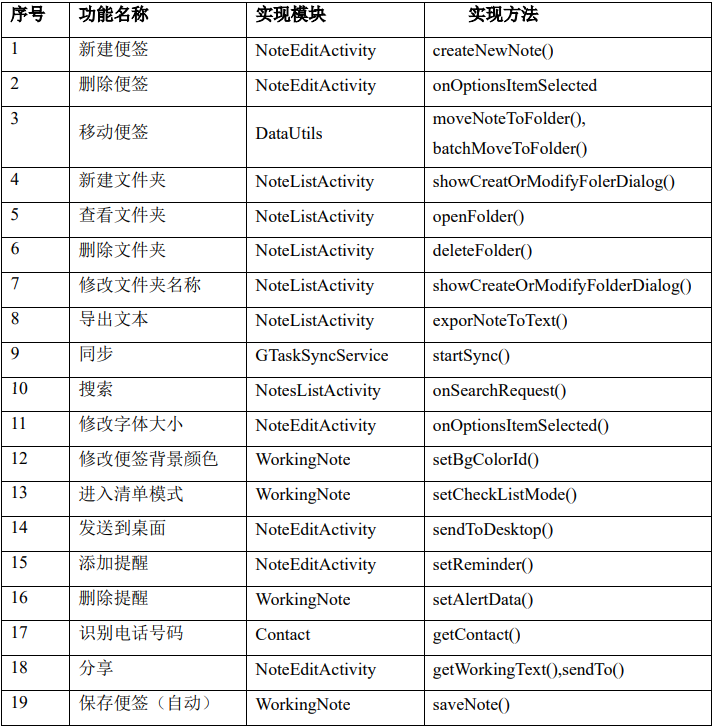 序号 功能名称 实现模块 实现方法
1 新建便签 NoteEditActivity createNewNote()
2 删除便签 NoteEditActivity onOptionsItemSelected
3 移动便签 DataUtils moveNoteToFolder(),
batchMoveToFolder()
4 新建文件夹 NoteListActivity showCreatOrModifyFolerDialog()
5 查看文件夹 NoteListActivity openFolder()
6 删除文件夹 NoteListActivity deleteFolder()
7 修改文件夹名称 NoteListActivity showCreateOrModifyFolderDialog()
8 导出文本 NoteListActivity exporNoteToText()
9 同步 GTaskSyncService startSync()
10 搜索 NotesListActivity onSearchRequest()
11 修改字体大小 NoteEditActivity onOptionsItemSelected()
12 修改便签背景颜色 WorkingNote setBgColorId()
13 进入清单模式 WorkingNote setCheckListMode()
14 发送到桌面 NoteEditActivity sendToDesktop()
15 添加提醒 NoteEditActivity setReminder()
16 删除提醒 WorkingNote setAlertData()
17 识别电话号码 Contact getContact()
18 分享 NoteEditActivity getWorkingText(),sendTo()
19 保存便签（自动） WorkingNote saveNote()